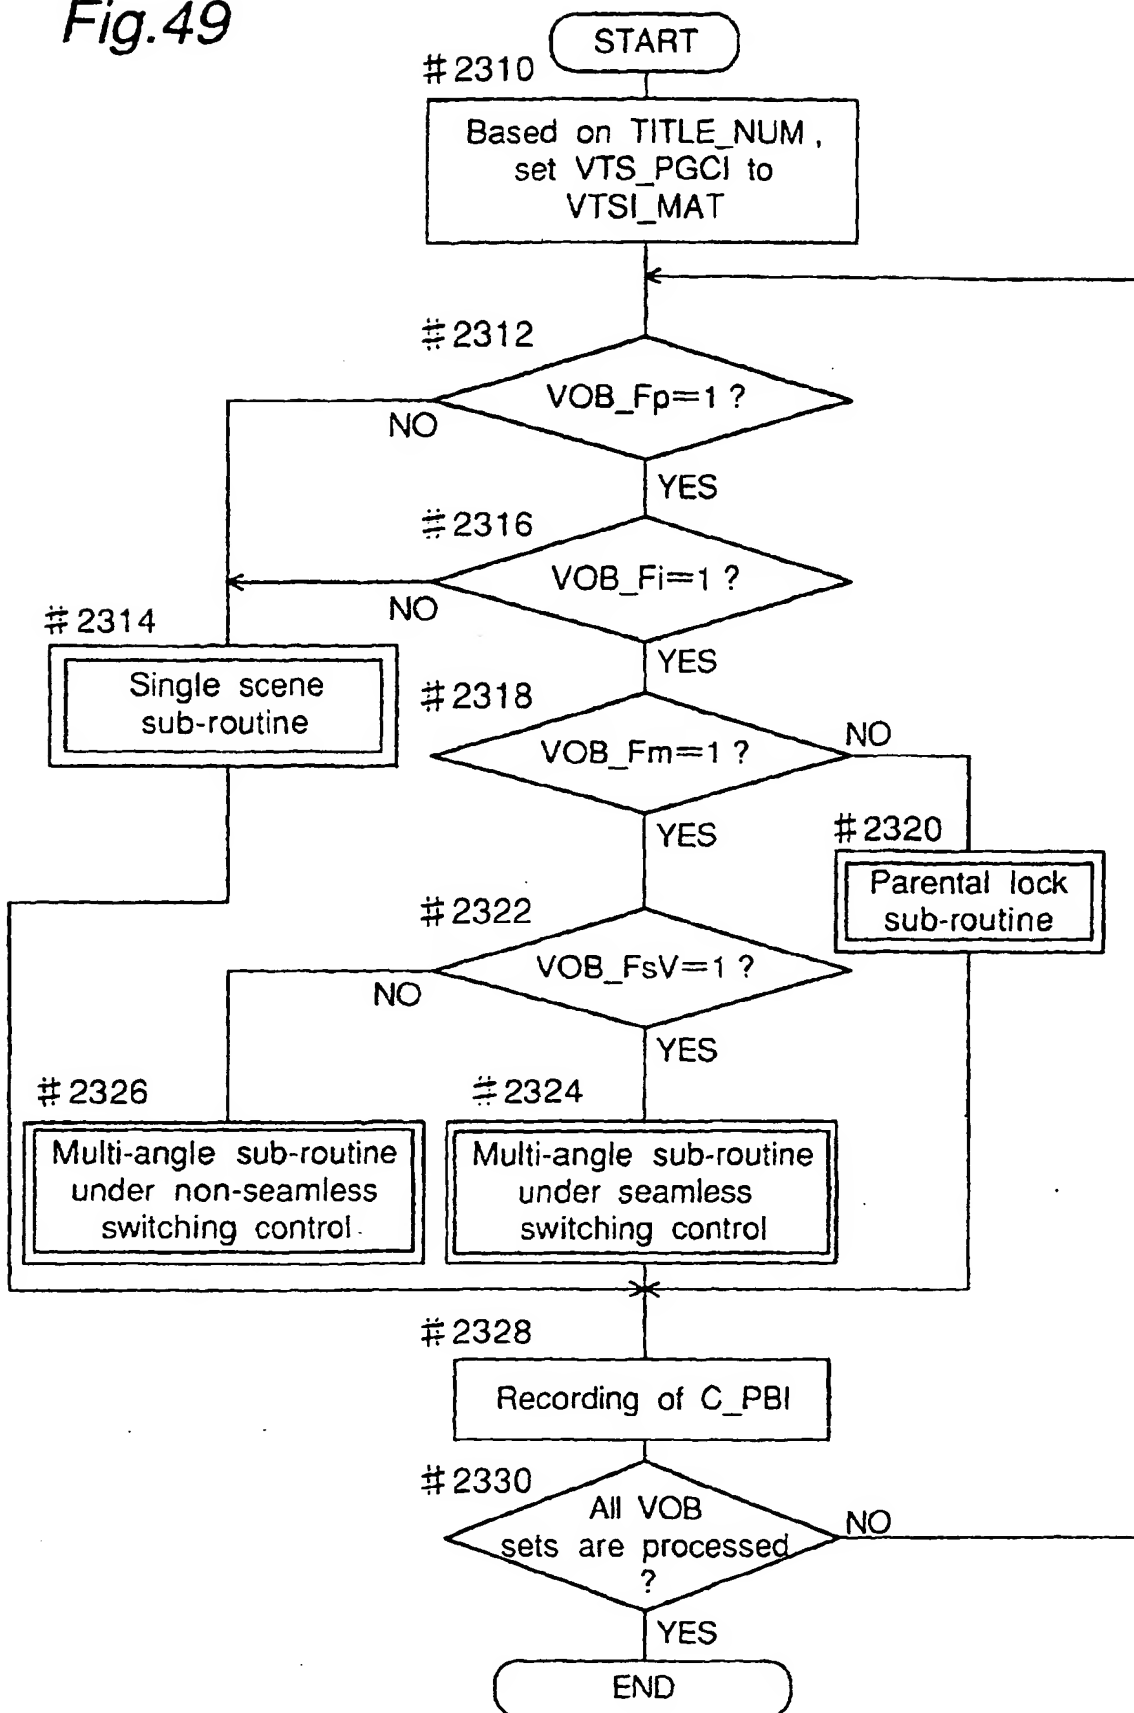 Fig.49
START
#2310
Based on TITLE_NUM,
set VTS_PGCI to
VTSI_MAT
#2312
VOB_Fp=1 ?
NO
YES
#2316
VOB_Fi=1 ?
NO
YES
#2314
Single scene
sub-routine
#2318
VOB_Fm=1 ?
NO
YES
#2320
Parental lock
sub-routine
#2322
VOB_FsV=1 ?
NO
YES
#2326
Multi-angle sub-routine
under non-seamless
switching control
#2324
Multi-angle sub-routine
under seamless
switching control
#2328
Recording of C_PBI
#2330
All VOB
sets are processed
?
NO
YES
END